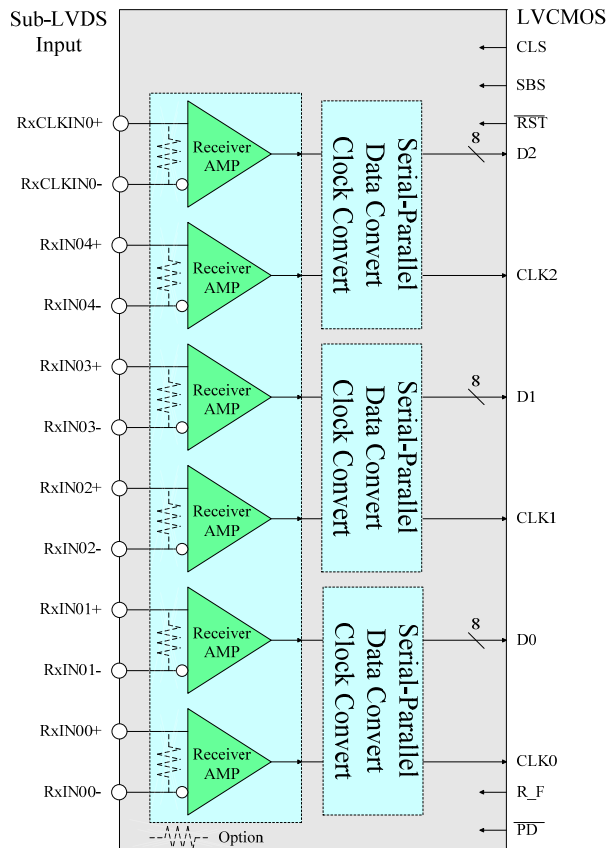 Sub-LVDS
Input
LVCMOS
CLS
SBS
RST
RxCLKIN0+
RxCLKIN0-
Receiver
AMP
Serial-Parallel
Data Convert
Clock Convert
8
D2
RxIN04+
RxIN04-
Receiver
AMP
CLK2
RxIN03+
RxIN03-
Receiver
AMP
Serial-Parallel
Data Convert
Clock Convert
8
D1
RxIN02+
RxIN02-
Receiver
AMP
CLK1
RxIN01+
RxIN01-
Receiver
AMP
Serial-Parallel
Data Convert
Clock Convert
8
D0
RxIN00+
RxIN00-
Receiver
AMP
CLK0
R_F
PD
Option